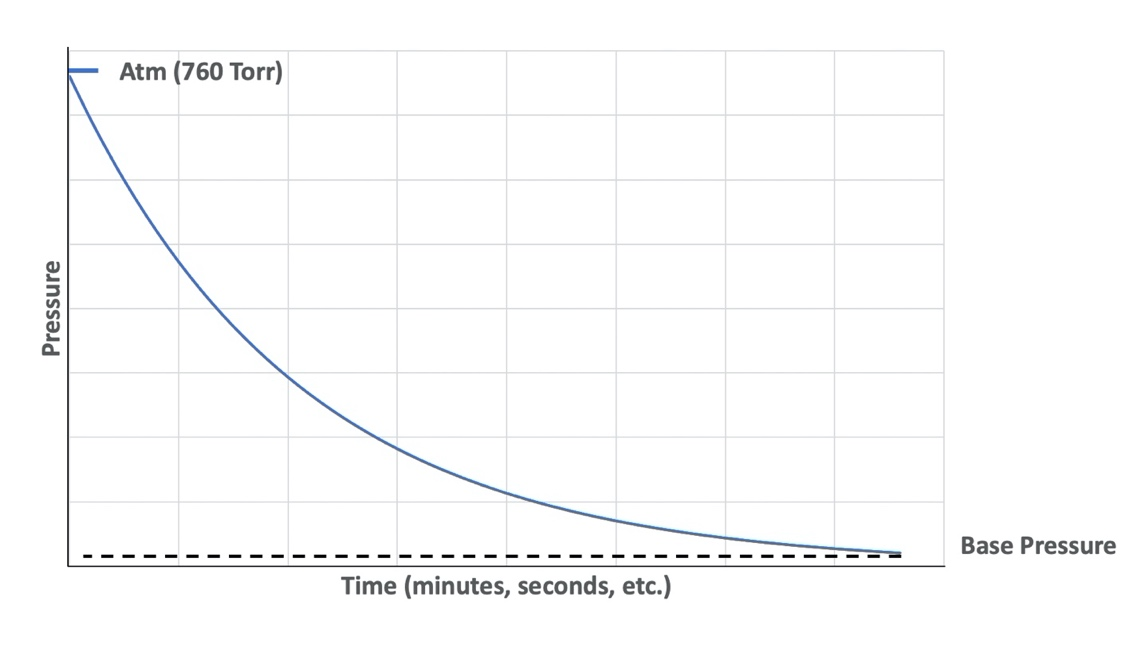 Atm (760 Torr)
Pressure
Base Pressure
Time (minutes, seconds, etc.)